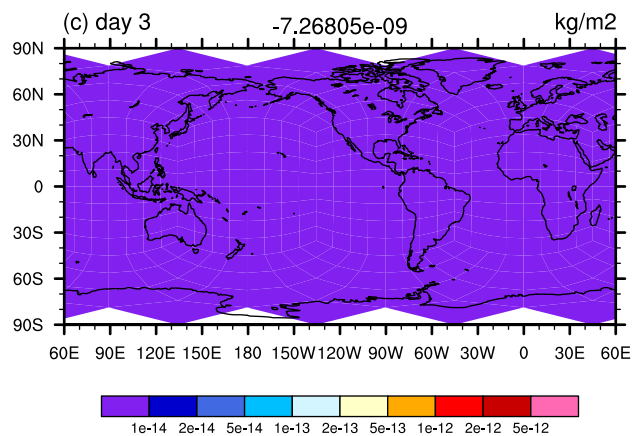 (c) day 3 -7.26805e-09 kg/m2
90N
60N
30N
0
30S
60S
90S
60E 90E 120E 150E 180 150W 120W 90W 60W 30W 0 30E 60E
1e-14 2e-14 5e-14 1e-13 2e-13 5e-13 1e-12 2e-12 5e-12